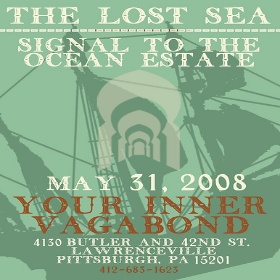 THE LOST SEA
SIGNAL TO THE
OCEAN ESTATE
MAY 31, 2008
YOUR INNER
VAGABOND
4130 BUTLER AND 42ND ST.
LAWRENCEVILLE
PITTSBURGH, PA 15201
412-683-1623